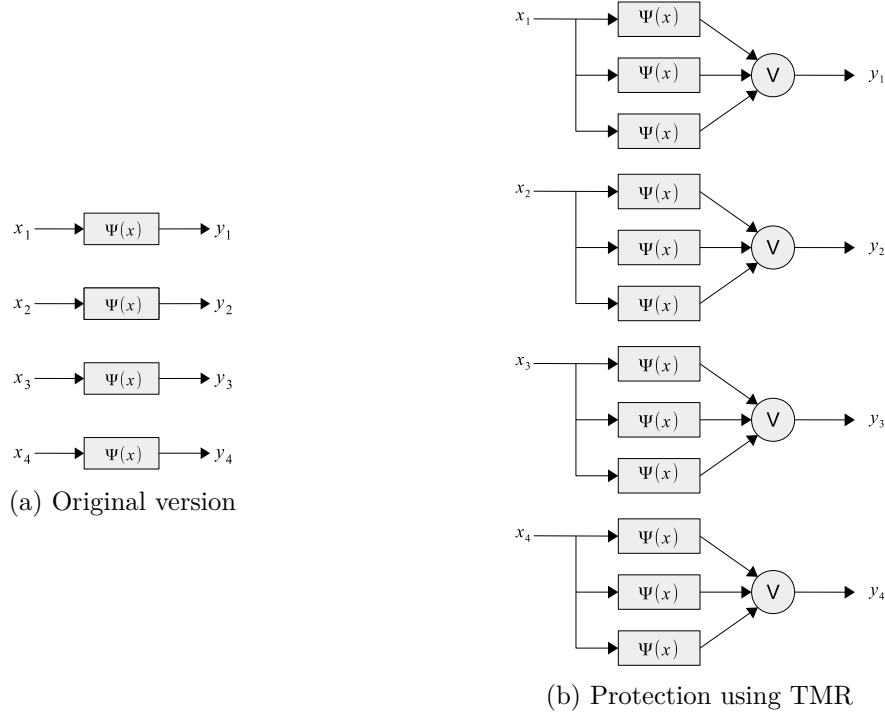 x₁ Ψ(x) y₁
x₂ Ψ(x) y₂
x₃ Ψ(x) y₃
x₄ Ψ(x) y₄
(a) Original version
x₁ Ψ(x)
Ψ(x) V y₁
Ψ(x)
x₂ Ψ(x)
Ψ(x) V y₂
Ψ(x)
x₃ Ψ(x)
Ψ(x) V y₃
Ψ(x)
x₄ Ψ(x)
Ψ(x) V y₄
Ψ(x)
(b) Protection using TMR